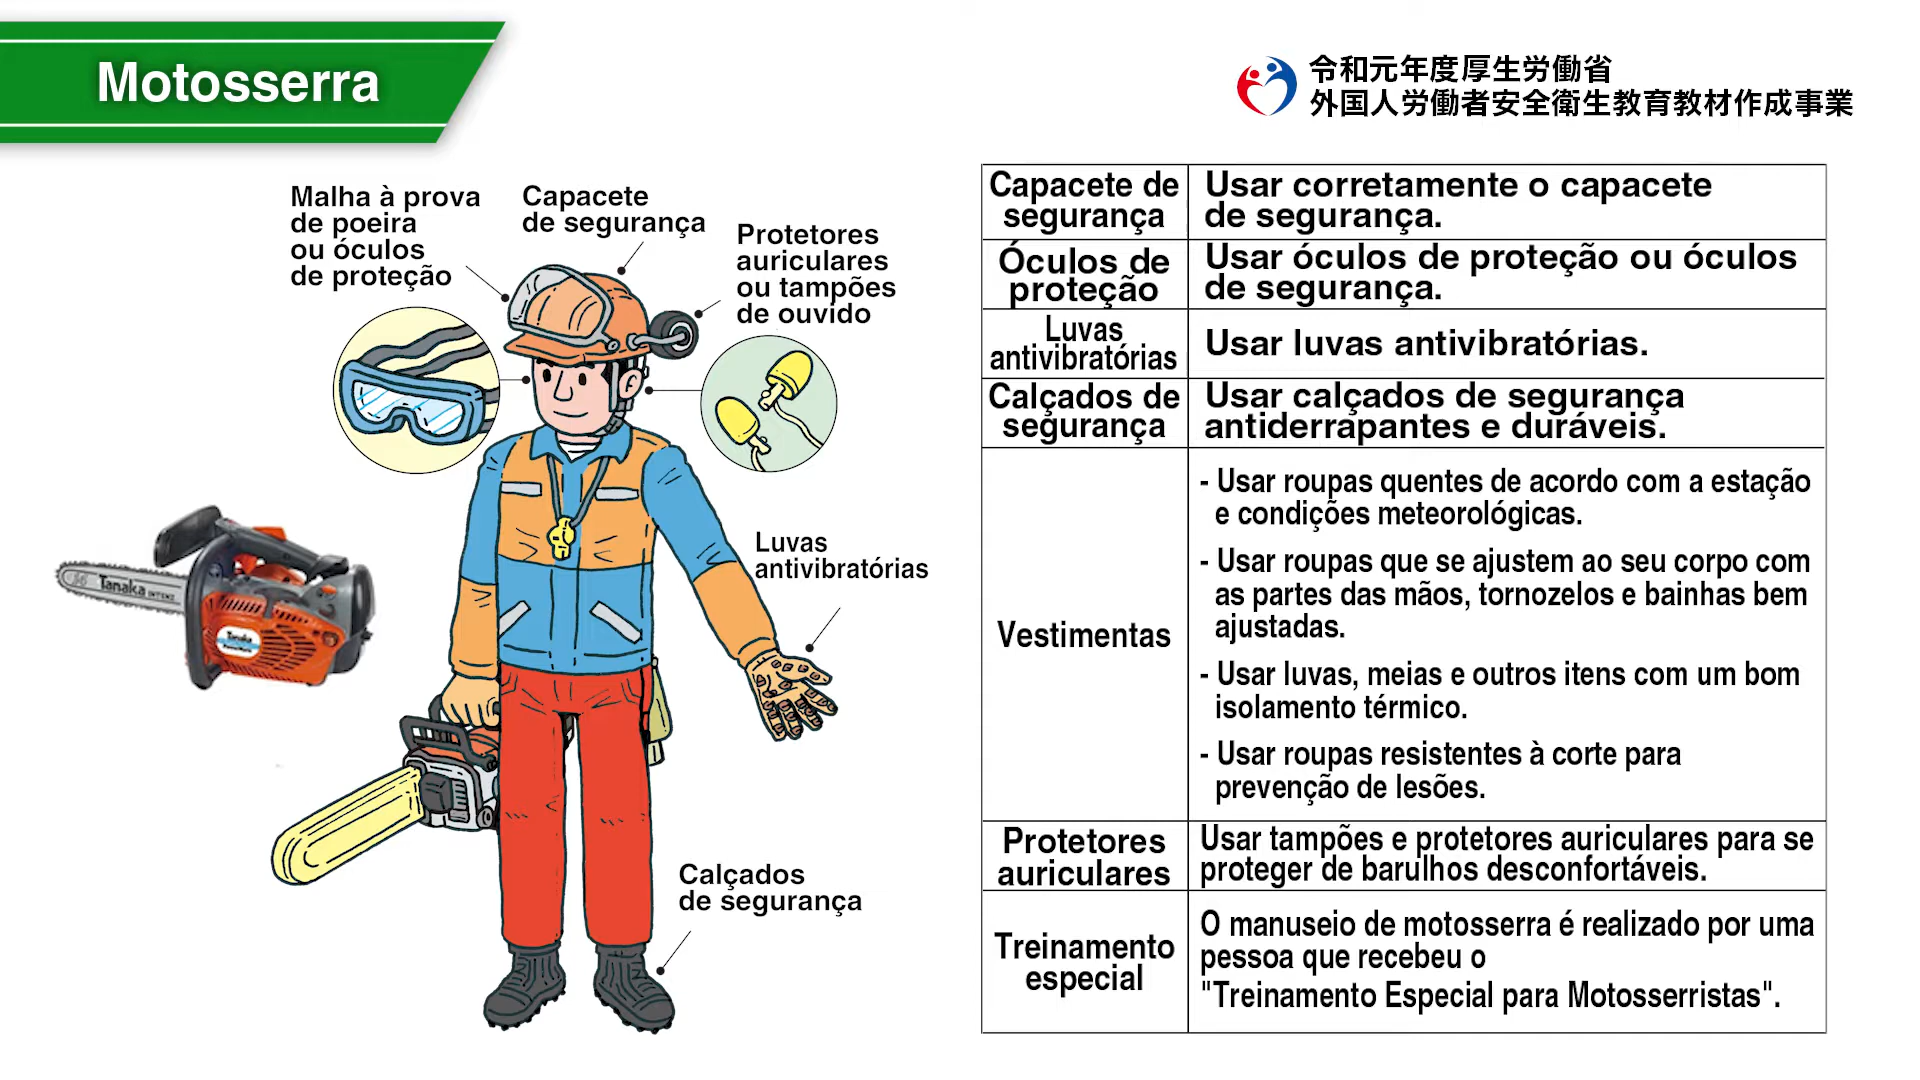 Motosserra
令和元年度厚生労働省
外国人労働者安全衛生教育教材作成事業
Malha à prova
de poeira
ou óculos
de proteção
Capacete
de segurança
Protetores
auriculares
ou tampões
de ouvido
Luvas
antivibratórias
Calçados
de segurança
Tanaka
Tanaka
Capacete de
segurança
Usar corretamente o capacete
de segurança.
Óculos de
proteção
Usar óculos de proteção ou óculos
de segurança.
Luvas
antivibratórias
Usar luvas antivibratórias.
Calçados de
segurança
Usar calçados de segurança
antiderrapantes e duráveis.
Vestimentas
- Usar roupas quentes de acordo com a estação
e condições meteorológicas.
- Usar roupas que se ajustem ao seu corpo com
as partes das mãos, tornozelos e bainhas bem
ajustadas.
- Usar luvas, meias e outros itens com um bom
isolamento térmico.
- Usar roupas resistentes à corte para
prevenção de lesões.
Protetores
auriculares
Usar tampões e protetores auriculares para se
proteger de barulhos desconfortáveis.
Treinamento
especial
O manuseio de motosserra é realizado por uma
pessoa que recebeu o
"Treinamento Especial para Motosserristas".